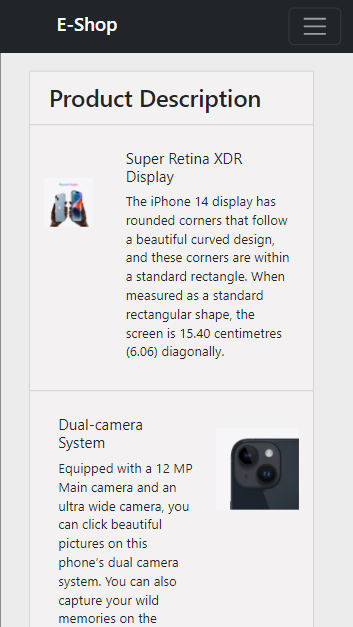 E-Shop
Product Description
Super Retina XDR
Display
The iPhone 14 display has
rounded corners that follow
a beautiful curved design,
and these corners are within
a standard rectangle. When
measured as a standard
rectangular shape, the
screen is 15.40 centimetres
(6.06) diagonally.
Dual-camera
System
Equipped with a 12 MP
Main camera and an
ultra wide camera, you
can click beautiful
pictures on this
phone's dual camera
system. You can also
capture your wild
memories on the